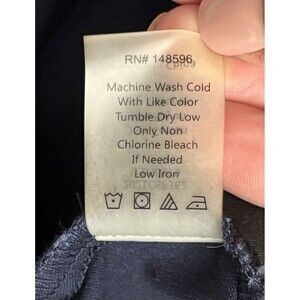 RN# 148596
Machine Wash Cold
With Like Color
Tumble Dry Low
Only Non
Chlorine Bleach
If Needed
Low Iron